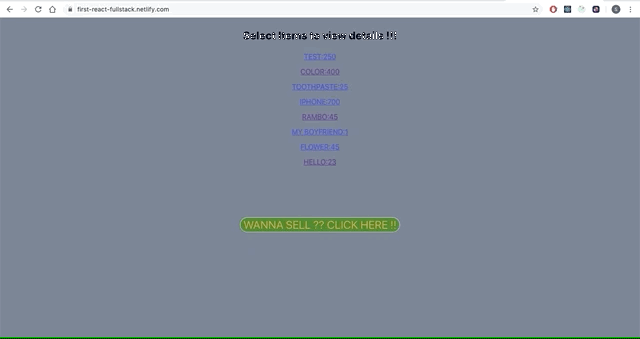 first-react-fullstack.netlify.com
Select items to view details !!!
TEST:250
COLOR:400
TOOTHPASTE:25
IPHONE:700
RAMBO:45
MY BOYFRIEND:1
FLOWER:45
HELLO:23
WANNA SELL ?? CLICK HERE !!